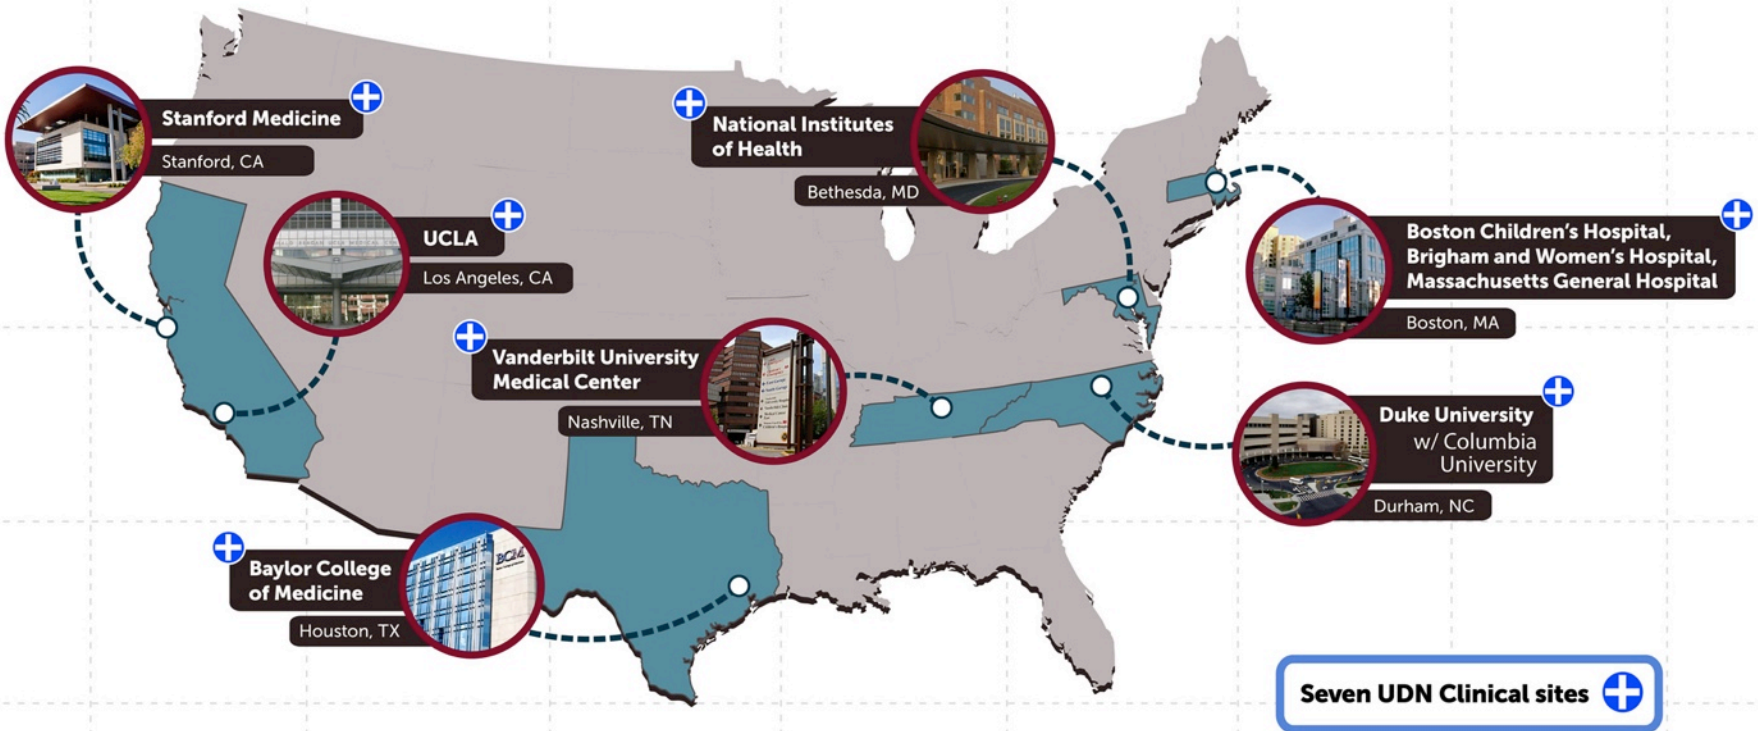 Stanford Medicine
Stanford, CA
UCLA
Los Angeles, CA
National Institutes
of Health
Bethesda, MD
Boston Children's Hospital,
Brigham and Women's Hospital,
Massachusetts General Hospital
Boston, MA
Vanderbilt University
Medical Center
Nashville, TN
Duke University
w/ Columbia
University
Durham, NC
Baylor College
of Medicine
Houston, TX
BCM
Seven UDN Clinical sites